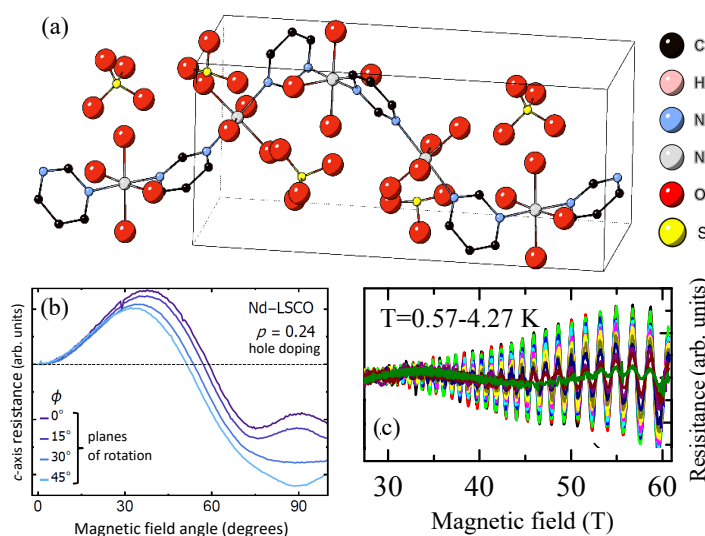 (a)
C
H
N
N
O
S
(b)
Nd-LSCO
p = 0.24
hole doping
c-axis resistance (arb. units)
ϕ
0°
15°
30°
45°
planes
of rotation
0 30 60 90
Magnetic field angle (degrees)
T=0.57-4.27 K
(c)
Resisitance (arb. units)
30 40 50 60
Magnetic field (T)